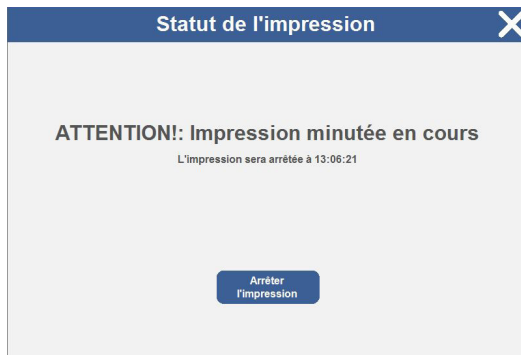 Statut de l'impression
ATTENTION!: Impression minutée en cours
L'impression sera arrêtée à 13:06:21
Arrêter
l'impression